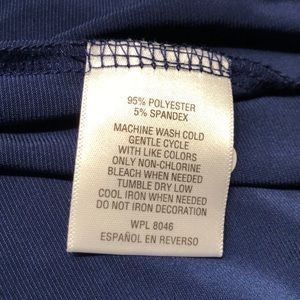 95% POLYESTER
5% SPANDEX
MACHINE WASH COLD
GENTLE CYCLE
WITH LIKE COLORS
ONLY NON-CHLORINE
BLEACH WHEN NEEDED
TUMBLE DRY LOW
COOL IRON WHEN NEEDED
DO NOT IRON DECORATION
WPL 8046
ESPAÑOL EN REVERSO